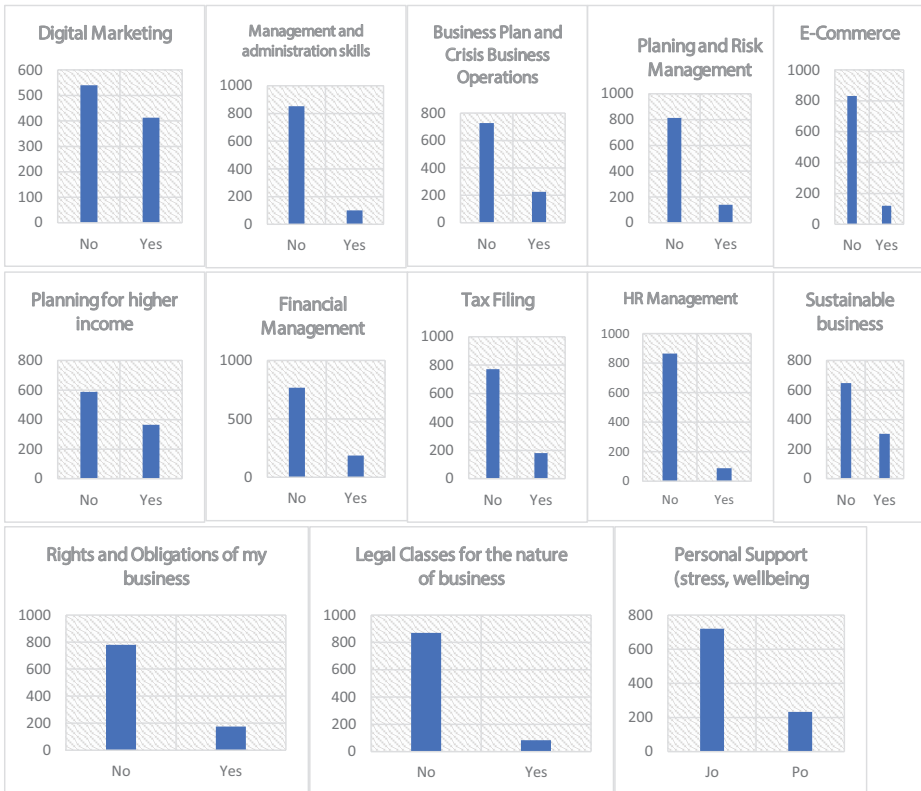 Digital Marketing
600
500
400
300
200
100
0
No Yes
Management and
administration skills
1000
800
600
400
200
0
No Yes
Business Plan and
Crisis Business
Operations
800
600
400
200
0
No Yes
Planing and Risk
Management
1000
800
600
400
200
0
No Yes
E-Commerce
1000
800
600
400
200
0
No Yes
Planning for higher
income
800
600
400
200
0
No Yes
Financial
Management
1000
500
0
No Yes
Tax Filing
1000
800
600
400
200
0
No Yes
HR Management
1000
800
600
400
200
0
No Yes
Sustainable
business
800
600
400
200
0
No Yes
Rights and Obligations of my
business
1000
800
600
400
200
0
No Yes
Legal Classes for the nature
of business
1000
800
600
400
200
0
No Yes
Personal Support
(stress, wellbeing
800
600
400
200
0
Jo Po